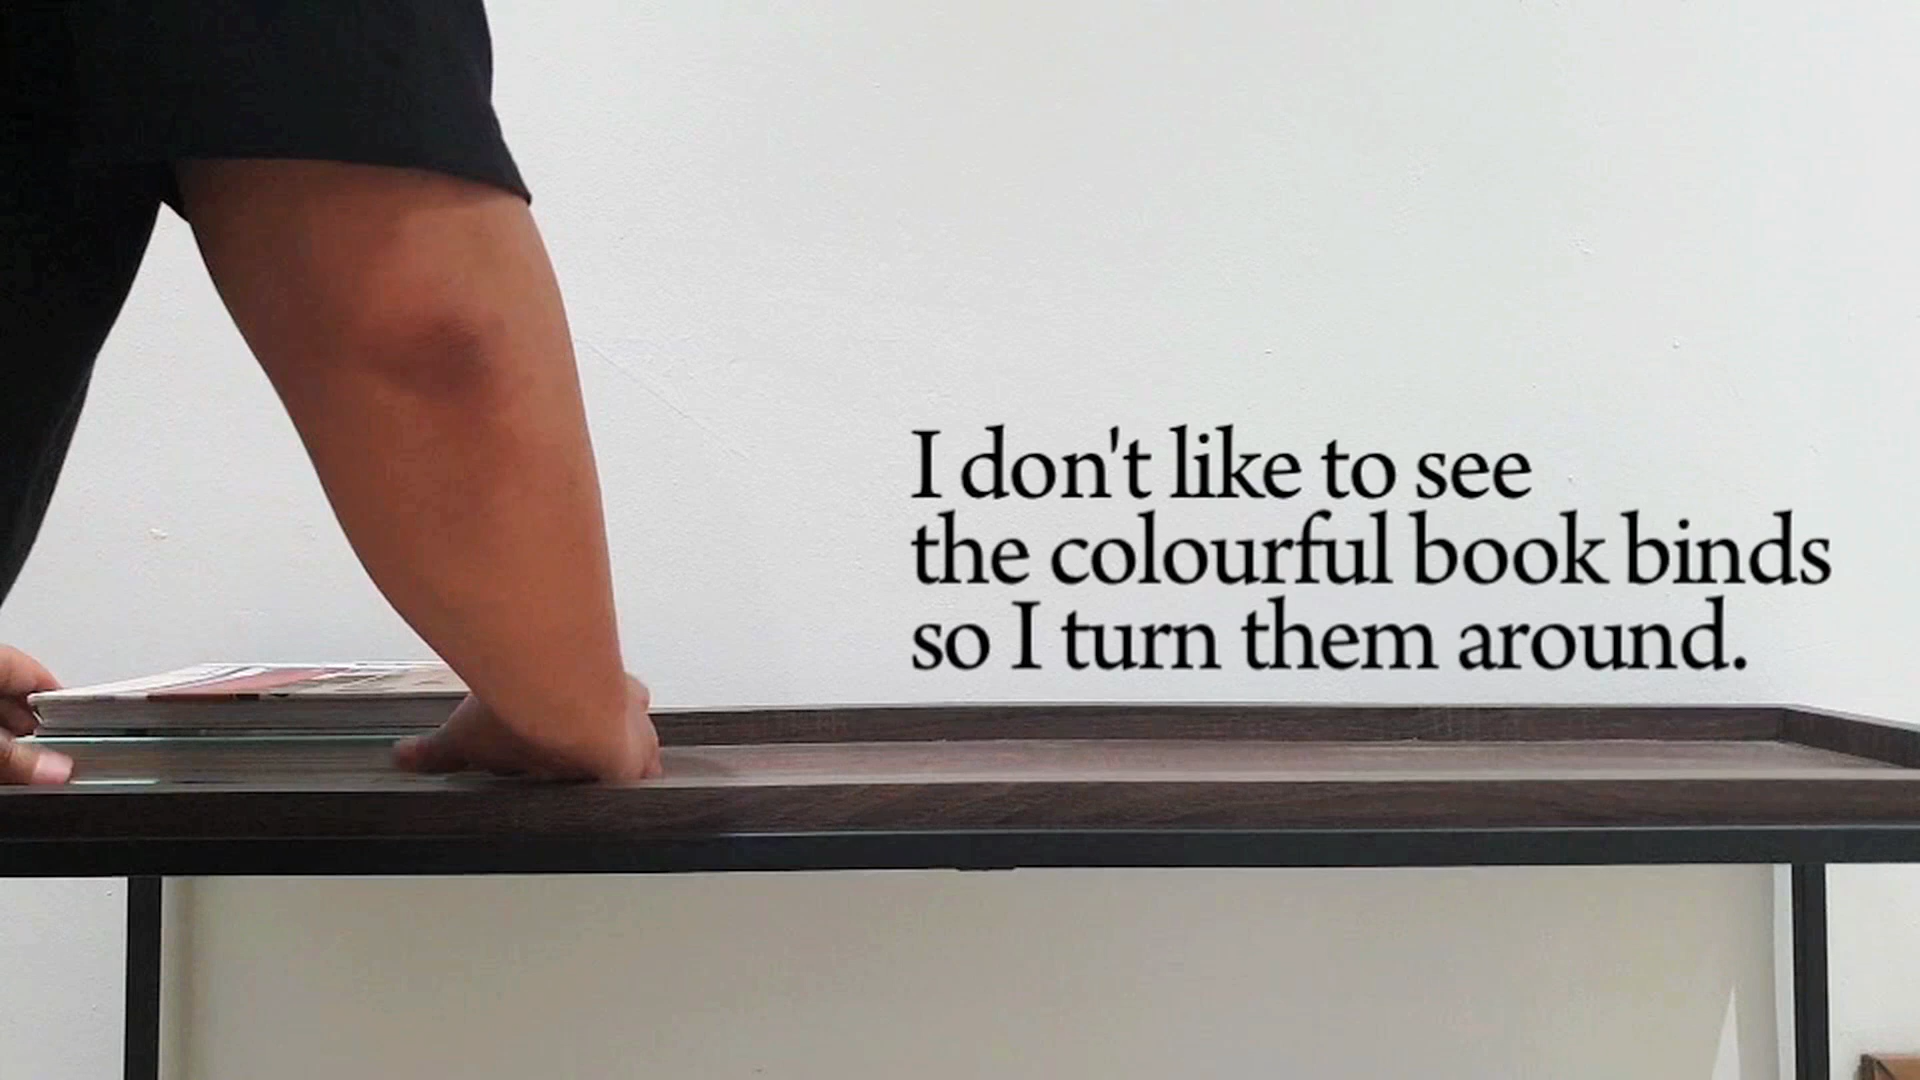 I don't like to see
the colourful book binds
so I turn them around.